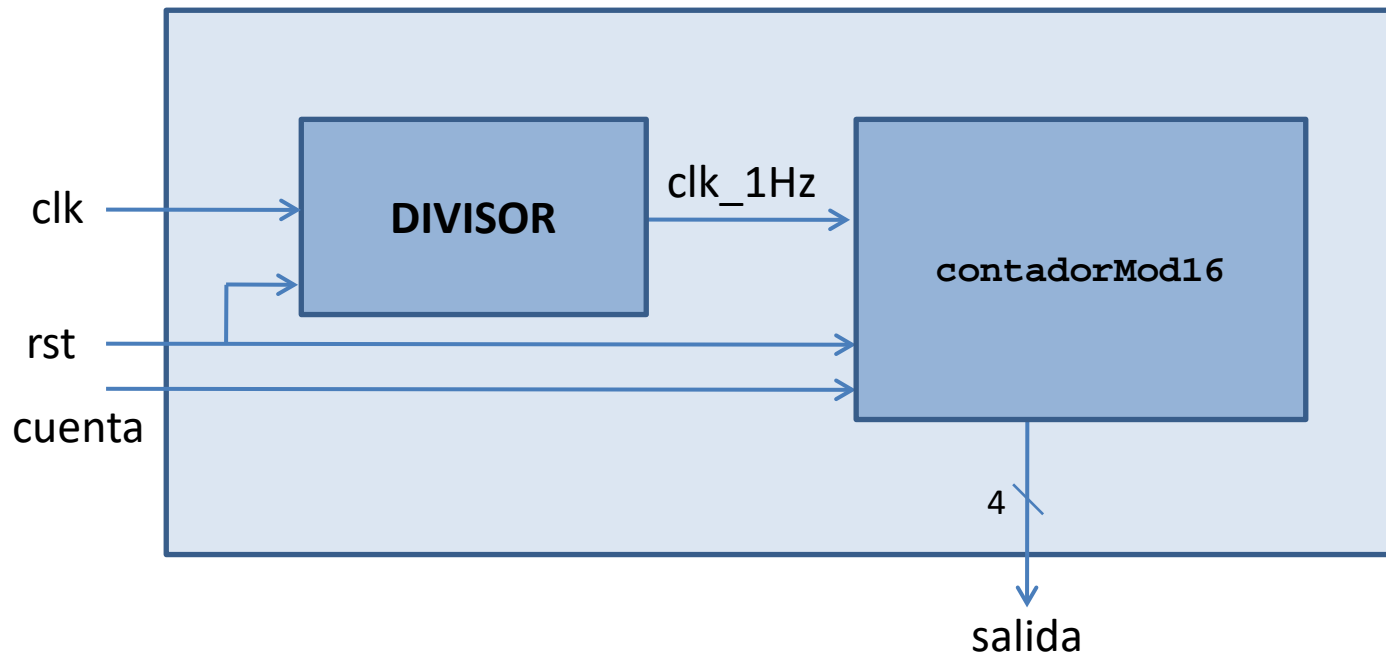 clk
DIVISOR
clk_1Hz
contadorMod16
rst
cuenta
4
salida